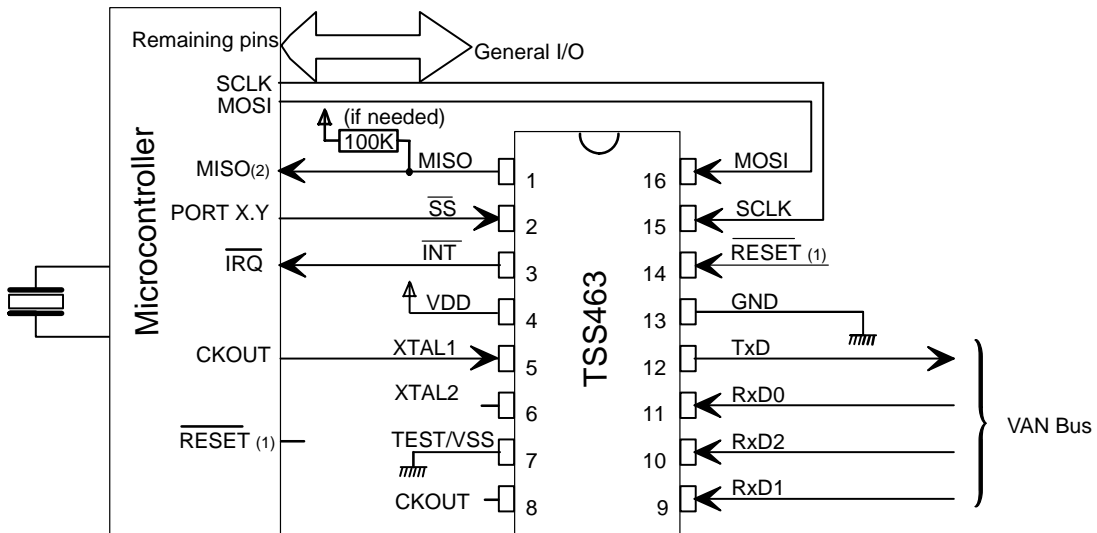 Remaining pins
General I/O
SCLK
MOSI
(if needed)
100K
MISO(2)
MISO
1
16
MOSI
PORT X.Y
SS
2
15
SCLK
IRQ
INT
3
14
RESET (1)
VDD
4
13
GND
CKOUT
XTAL1
5
12
TxD
XTAL2
6
11
RxD0
RESET (1)
TEST/VSS
7
10
RxD2
CKOUT
8
9
RxD1
Microcontroller
TSS463
VAN Bus